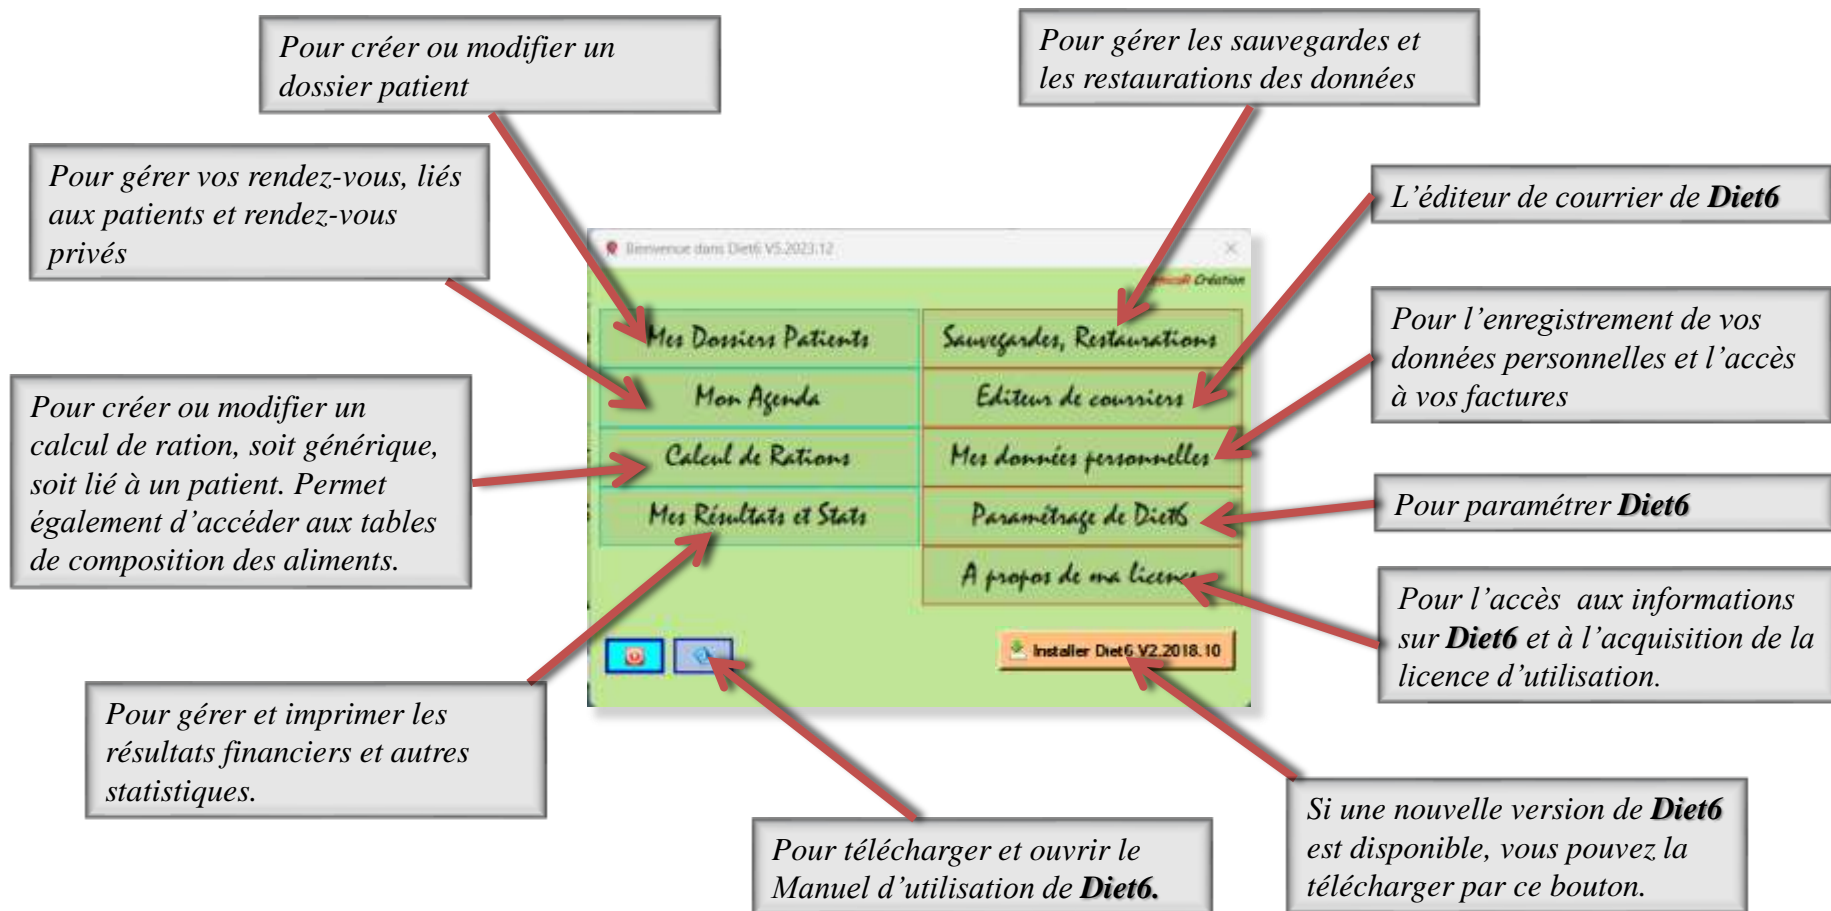 Pour créer ou modifier un
dossier patient
Pour gérer les sauvegardes et
les restaurations des données
Pour gérer vos rendez-vous, liés
aux patients et rendez-vous
privés
L’éditeur de courrier de Diet6
Bienvenue dans Diet6 V5.2023.12
Création
Mes Dossiers Patients
Sauvegardes, Restaurations
Mon Agenda
Editeur de courriers
Calcul de Rations
Mes données personnelles
Mes Résultats et Stats
Paramétrage de Diet6
A propos de ma licence
Installer Diet6 V2.2018.10
Pour l’enregistrement de vos
données personnelles et l’accès
à vos factures
Pour créer ou modifier un
calcul de ration, soit générique,
soit lié à un patient. Permet
également d’accéder aux tables
de composition des aliments.
Pour paramétrer Diet6
Pour l’accès  aux informations
sur Diet6 et à l’acquisition de la
licence d’utilisation.
Pour gérer et imprimer les
résultats financiers et autres
statistiques.
Pour télécharger et ouvrir le
Manuel d’utilisation de Diet6.
Si une nouvelle version de Diet6
est disponible, vous pouvez la
télécharger par ce bouton.